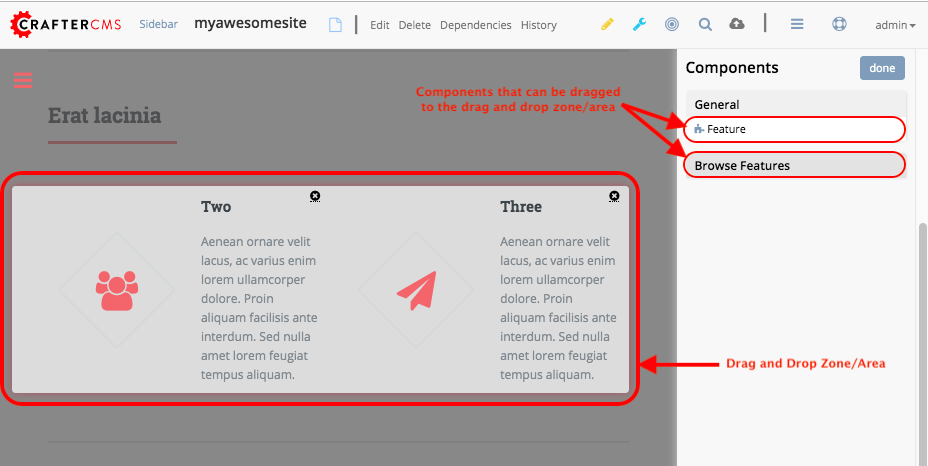 CRAFTERCMS Sidebar myawesomesite Edit Delete Dependencies History admin
Components done
Components that can be dragged
to the drag and drop zone/area
General
Feature
Browse Features
Erat lacinia
Two
Aenean ornare velit
lacus, ac varius enim
lorem ullamcorper
dolore. Proin
aliquam facilisis ante
interdum. Sed nulla
amet lorem feugiat
tempus aliquam.
Three
Aenean ornare velit
lacus, ac varius enim
lorem ullamcorper
dolore. Proin
aliquam facilisis ante
interdum. Sed nulla
amet lorem feugiat
tempus aliquam.
Drag and Drop Zone/Area